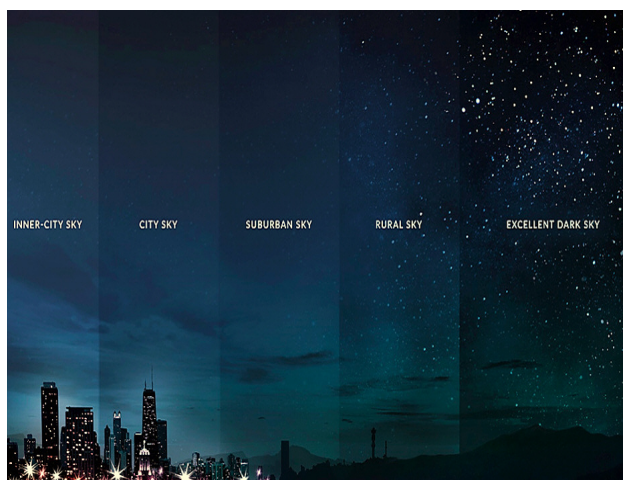 INNER-CITY SKY
CITY SKY
SUBURBAN SKY
RURAL SKY
EXCELLENT DARK SKY